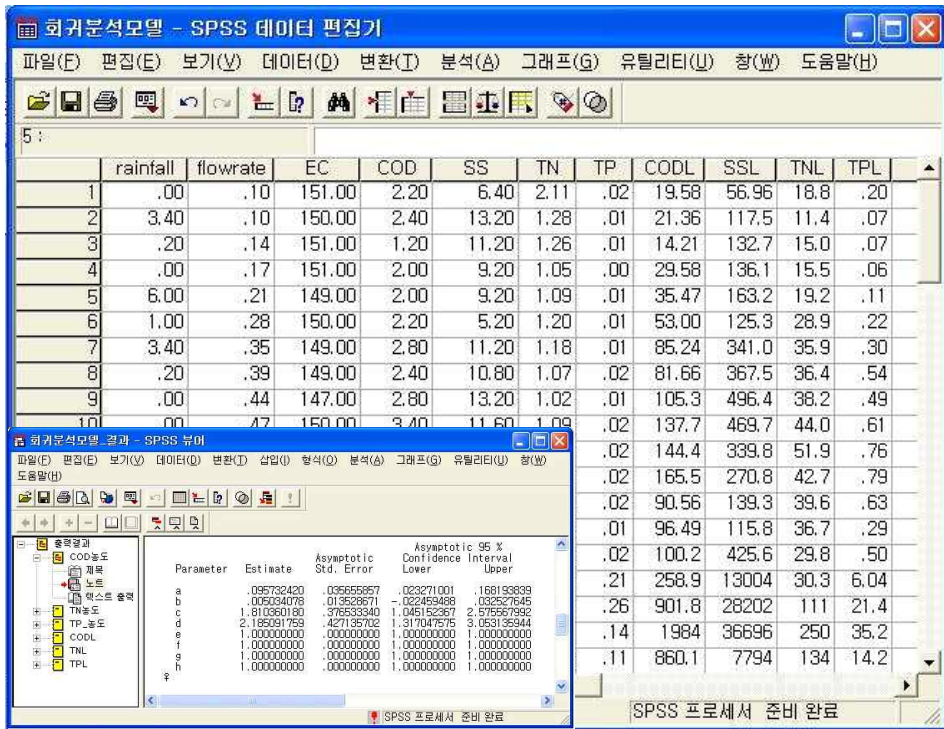 회귀분석모델 - SPSS 데이터 편집기
파일(F) 편집(E) 보기(V) 데이터(D) 변환(T) 분석(A) 그래프(G) 유틸리티(U) 창(W) 도움말(H)
5 :
rainfall flowrate EC COD SS TN TP CODL SSL TNL TPL
1 .00 .10 151.00 2.20 6.40 2.11 .02 19.58 56.96 18.8 .20
2 3.40 .10 150.00 2.40 13.20 1.28 .01 21.36 117.5 11.4 .07
3 .20 .14 151.00 1.20 11.20 1.26 .01 14.21 132.7 15.0 .07
4 .00 .17 151.00 2.00 9.20 1.05 .00 29.58 136.1 15.5 .06
5 6.00 .21 149.00 2.00 9.20 1.09 .01 35.47 163.2 19.2 .11
6 1.00 .28 150.00 2.20 5.20 1.20 .01 53.00 125.3 28.9 .22
7 3.40 .35 149.00 2.80 11.20 1.18 .01 85.24 341.0 35.9 .30
8 .20 .39 149.00 2.40 10.80 1.07 .02 81.66 367.5 36.4 .54
9 .00 .44 147.00 2.80 13.20 1.02 .01 105.3 496.4 38.2 .49
10 .00 .47 150.00 3.40 11.60 1.09 .02 137.7 469.7 44.0 .61
.02 144.4 339.8 51.9 .76
.02 165.5 270.8 42.7 .79
.02 90.56 139.3 39.6 .63
.01 96.49 115.8 36.7 .29
.02 100.2 425.6 29.8 .50
.21 258.9 13004 30.3 6.04
.26 901.8 28202 111 21.4
.14 1984 36696 250 35.2
.11 860.1 7794 134 14.2
SPSS 프로세서 준비 완료
회귀분석모델_결과 - SPSS 뷰어
파일(F) 편집(E) 보기(V) 데이터(D) 변환(T) 삽입(I) 형식(O) 분석(A) 그래프(G) 유틸리티(U) 창(W)
도움말(H)
출력결과
COD농도
제목
노트
텍스트 출력
TN농도
TP_농도
CODL
TNL
TPL
Asymptotic 95 %
Asymptotic Confidence Interval
Parameter Estimate Std. Error Lower Upper
a .095732420 .035655857 .023271001 .168193839
b .005034078 .013528671 -.022459488 .032527645
c 1.810360180 .376533340 1.045152367 2.575567992
d 2.185091759 .427135702 1.317047575 3.053135944
e 1.000000000 .000000000 1.000000000 1.000000000
f 1.000000000 .000000000 1.000000000 1.000000000
g 1.000000000 .000000000 1.000000000 1.000000000
h 1.000000000 .000000000 1.000000000 1.000000000
SPSS 프로세서 준비 완료